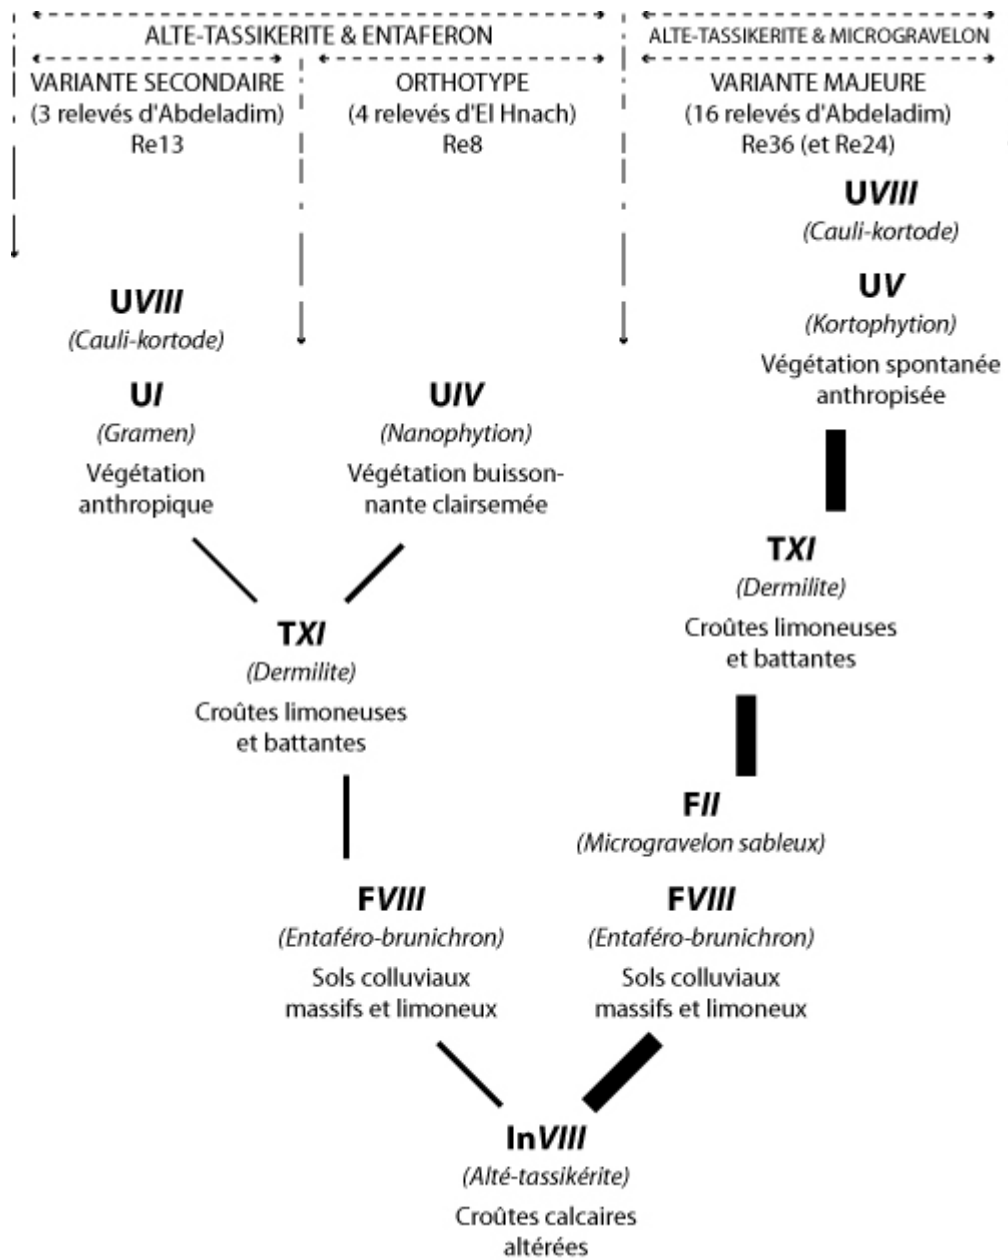 ALTE-TASSIKERITE & ENTAFERON
ALTE-TASSIKERITE & MICROGRAVELON
VARIANTE SECONDAIRE
(3 relevés d'Abdeladim)
Re13
ORTHOTYPE
(4 relevés d'El Hnach)
Re8
VARIANTE MAJEURE
(16 relevés d'Abdeladim)
Re36 (et Re24)
UVIII
(Cauli-kortode)
UV
(Kortophytion)
Végétation spontanée
anthropisée
UVIII
(Cauli-kortode)
UI
(Gramen)
Végétation
anthropique
UIV
(Nanophytion)
Végétation buisson-
nante clairsemée
TXI
(Dermilite)
Croûtes limoneuses
et battantes
TXI
(Dermilite)
Croûtes limoneuses
et battantes
FII
(Microgravelon sableux)
FVIII
(Entaféro-brunichron)
Sols colluviaux
massifs et limoneux
FVIII
(Entaféro-brunichron)
Sols colluviaux
massifs et limoneux
InVIII
(Alté-tassikérite)
Croûtes calcaires
altérées